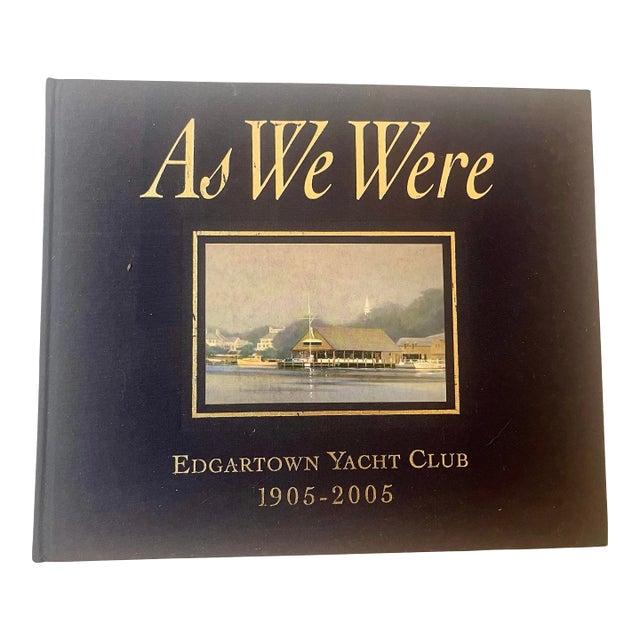 As We Were
Edgartown Yacht Club
1905-2005